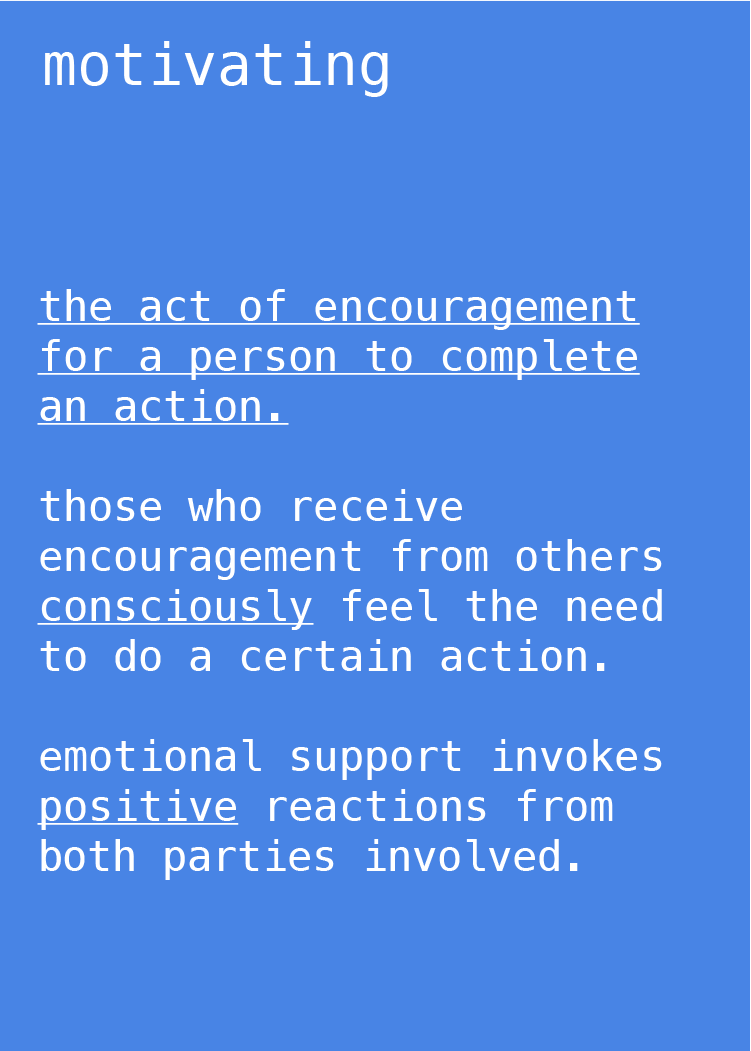 motivating
the act of encouragement
for a person to complete
an action.
those who receive
encouragement from others
consciously feel the need
to do a certain action.
emotional support invokes
positive reactions from
both parties involved.